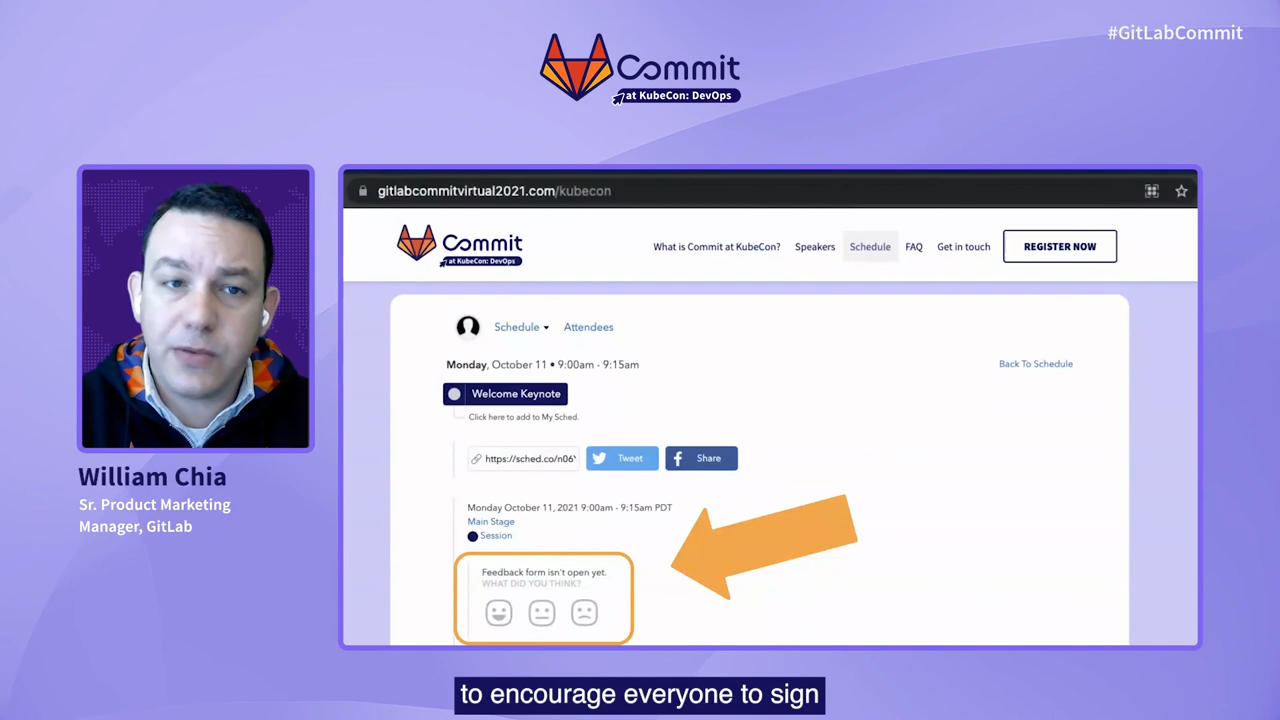 #GitLabCommit
Commit
at KubeCon: DevOps
gitlabcommitvirtual2021.com/kubecon
Commit
at KubeCon: DevOps
What is Commit at KubeCon? Speakers Schedule FAQ Get in touch REGISTER NOW
Schedule Attendees
Monday, October 11 • 9:00am - 9:15am
Back To Schedule
Welcome Keynote
Click here to add to My Sched.
https://sched.co/n06
Tweet
Share
Monday October 11, 2021 9:00am - 9:15am PDT
Main Stage
Session
Feedback form isn't open yet.
WHAT DID YOU THINK?
William Chia
Sr. Product Marketing
Manager, GitLab
to encourage everyone to sign